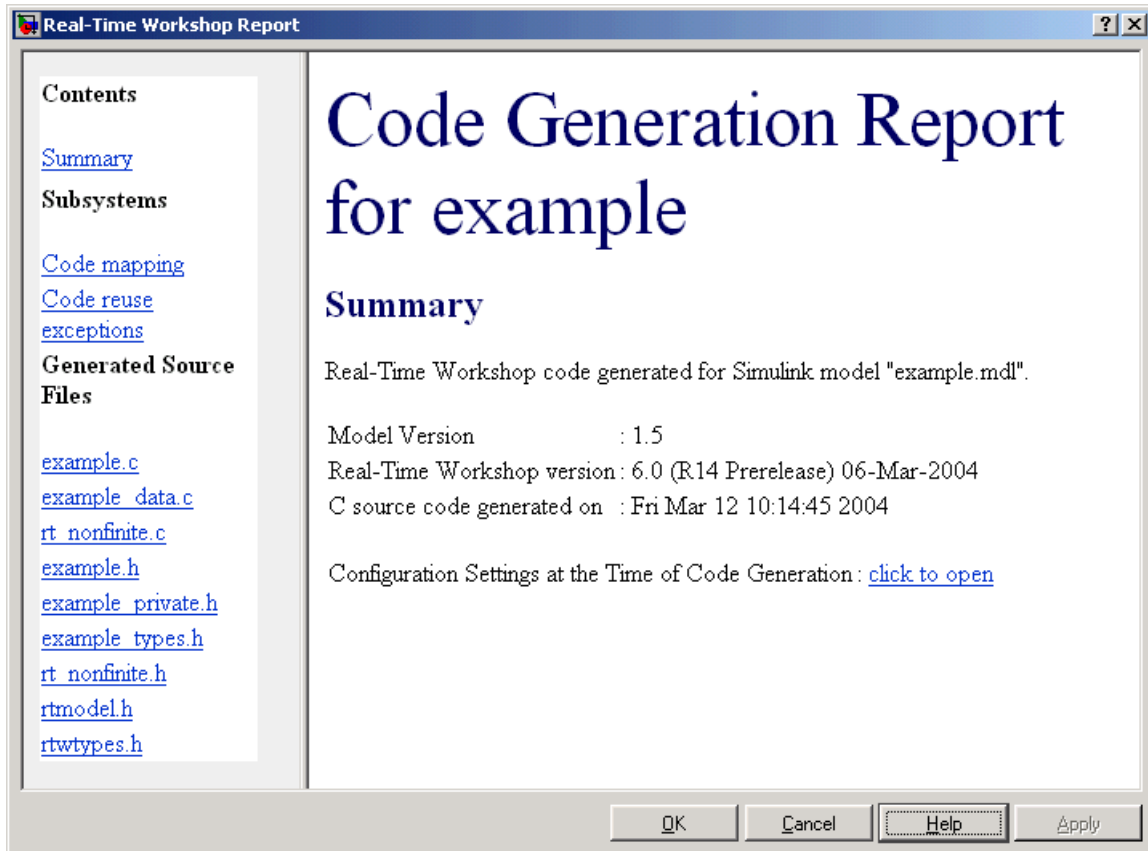 Real-Time Workshop Report
Contents
Summary
Subsystems
Code mapping
Code reuse
exceptions
Generated Source
Files
example.c
example_data.c
rt_nonfinite.c
example.h
example_private.h
example_types.h
rt_nonfinite.h
rtmodel.h
rtwtypes.h
Code Generation Report
for example
Summary
Real-Time Workshop code generated for Simulink model "example.mdl".
Model Version : 1.5
Real-Time Workshop version : 6.0 (R14 Prerelease) 06-Mar-2004
C source code generated on : Fri Mar 12 10:14:45 2004
Configuration Settings at the Time of Code Generation : click to open
OK
Cancel
Help
Apply